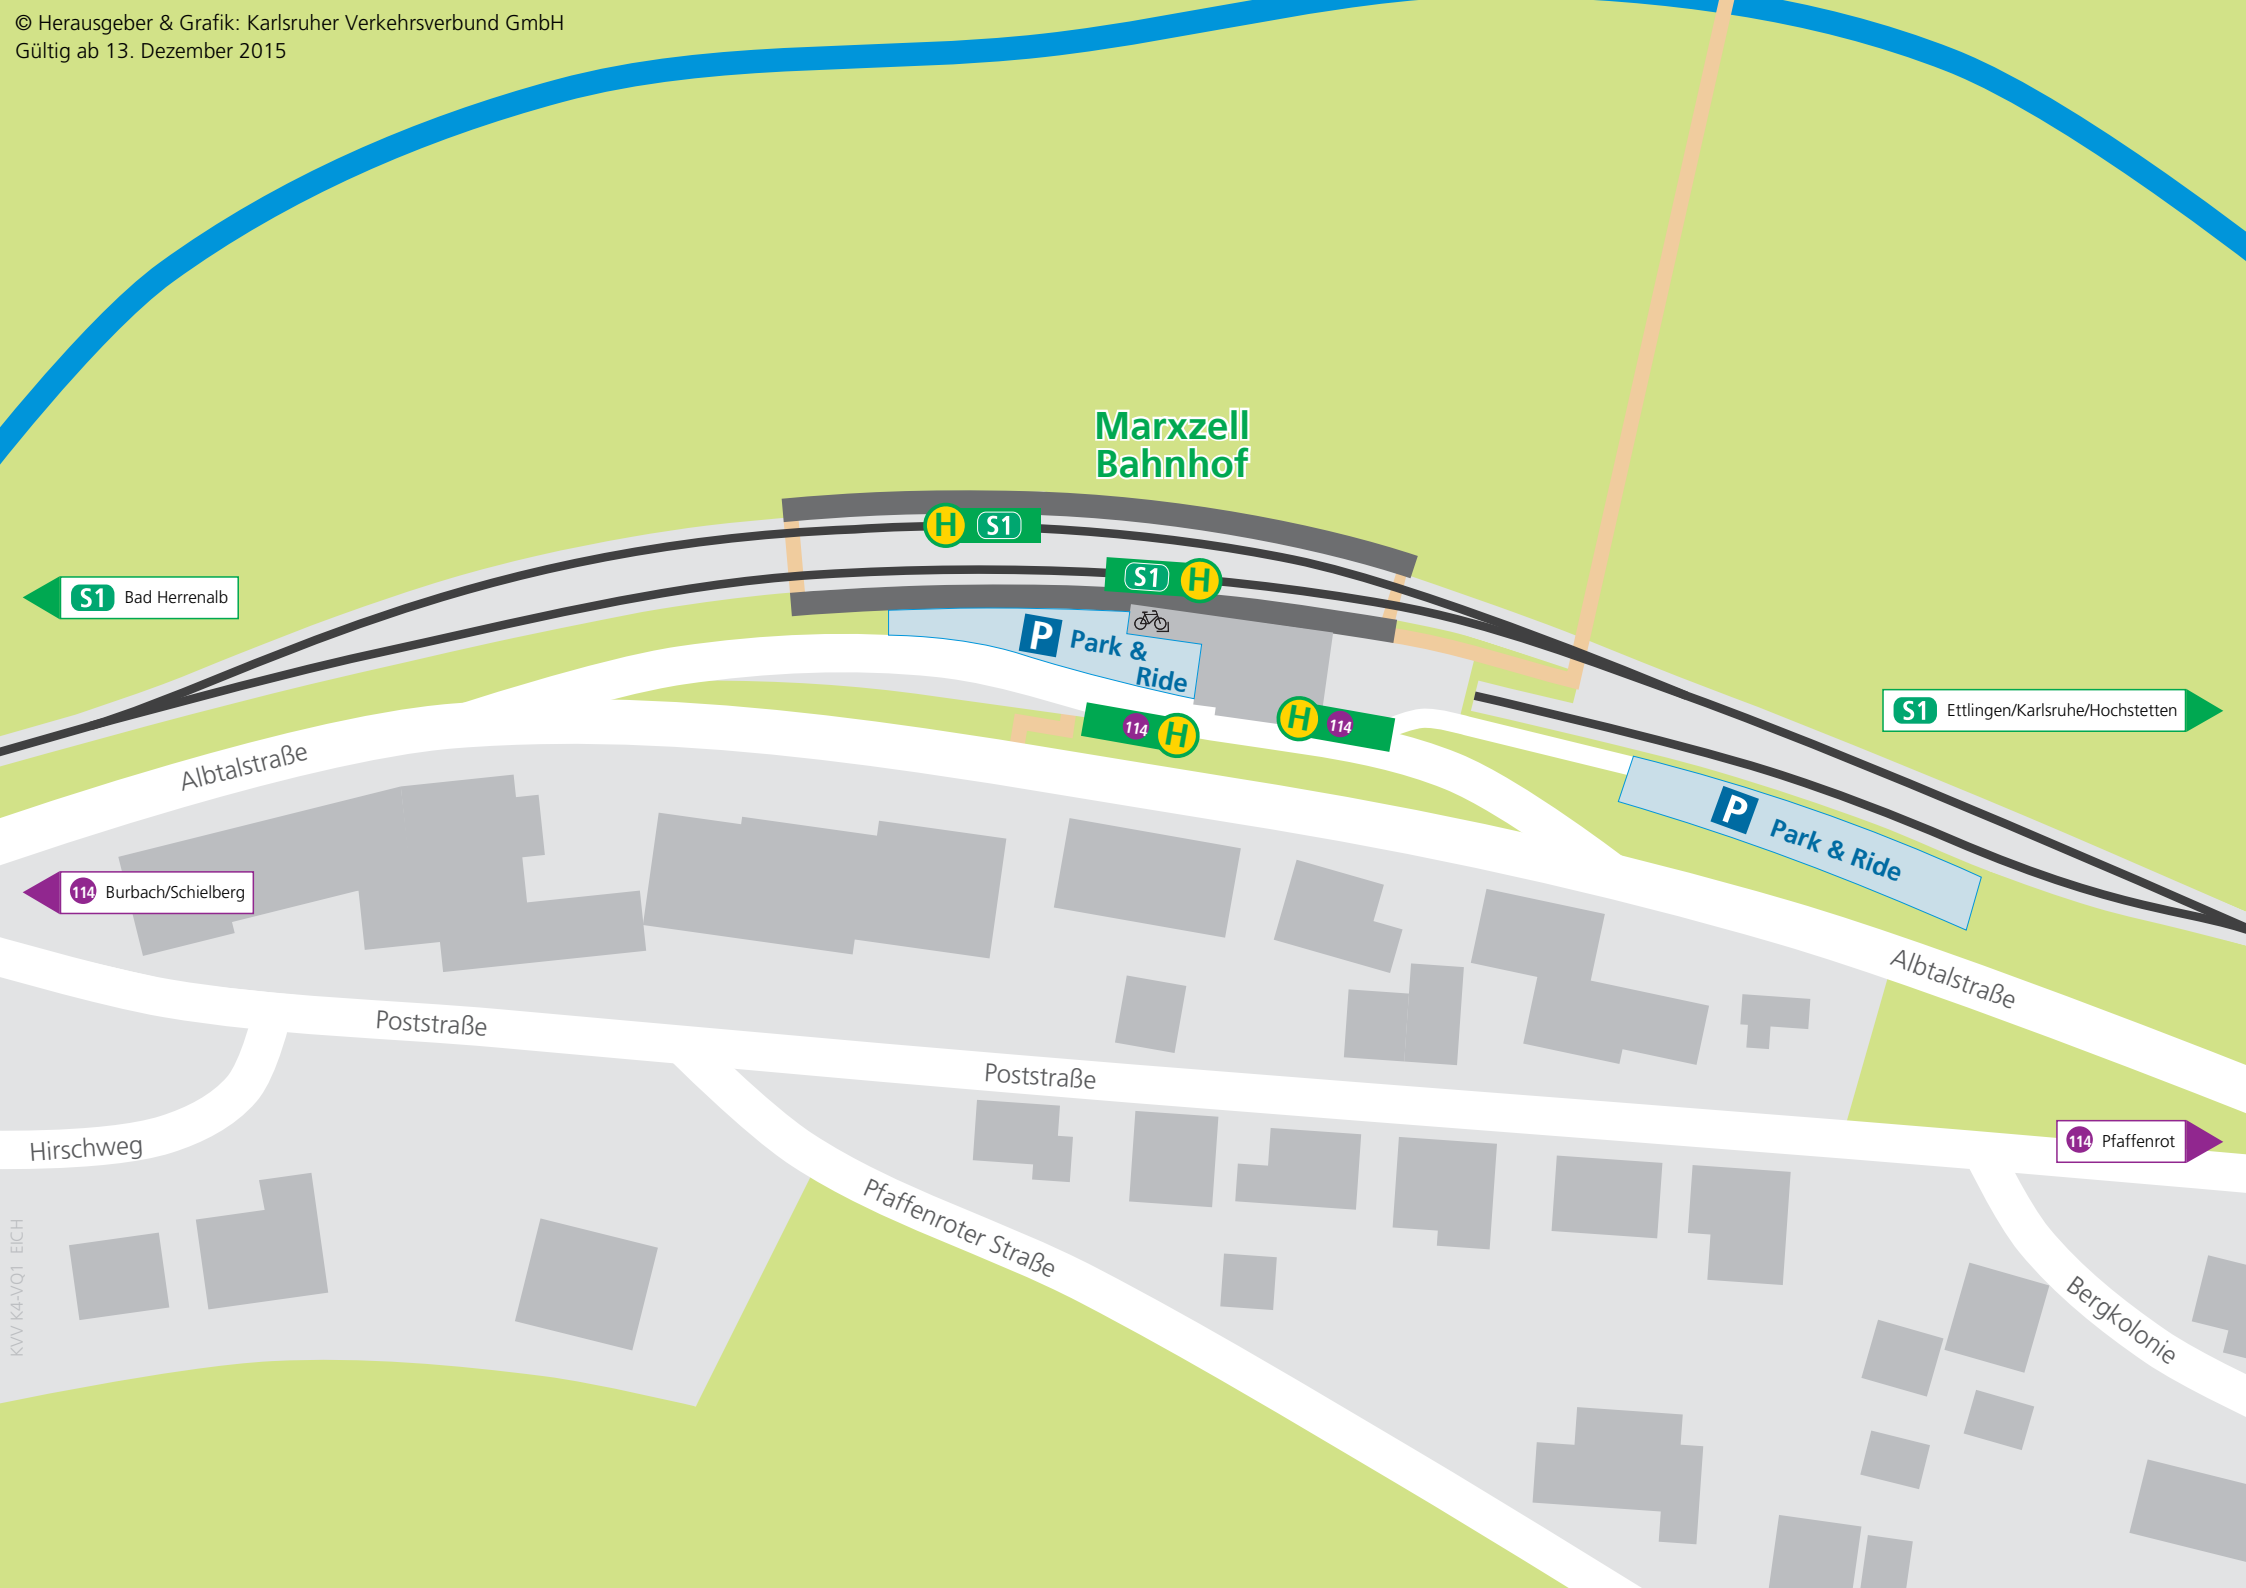 © Herausgeber & Grafik: Karlsruher Verkehrsverbund GmbH
Gültig ab 13. Dezember 2015
Marxzell
Bahnhof
H S1
S1 H
S1 Bad Herrenalb
P Park &
Ride
114 H
H 114
S1 Ettlingen/Karlsruhe/Hochstetten
Albtalstraße
P Park & Ride
114 Burbach/Schielberg
Albtalstraße
Poststraße
Poststraße
Hirschweg
114 Pfaffenrot
Pfaffenroter Straße
Bergkolonie
KVV K4-VQ1 EICH